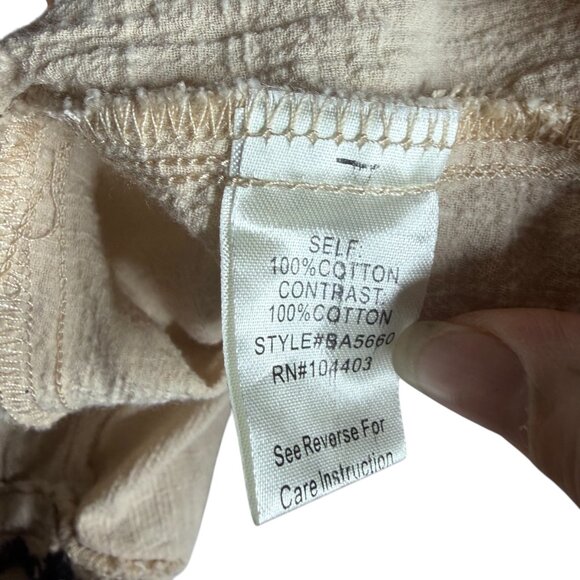 SELF:
100%COTTON
CONTRAST:
100%COTTON
STYLE#BA5660
RN#104403
See Reverse For
Care Instruction